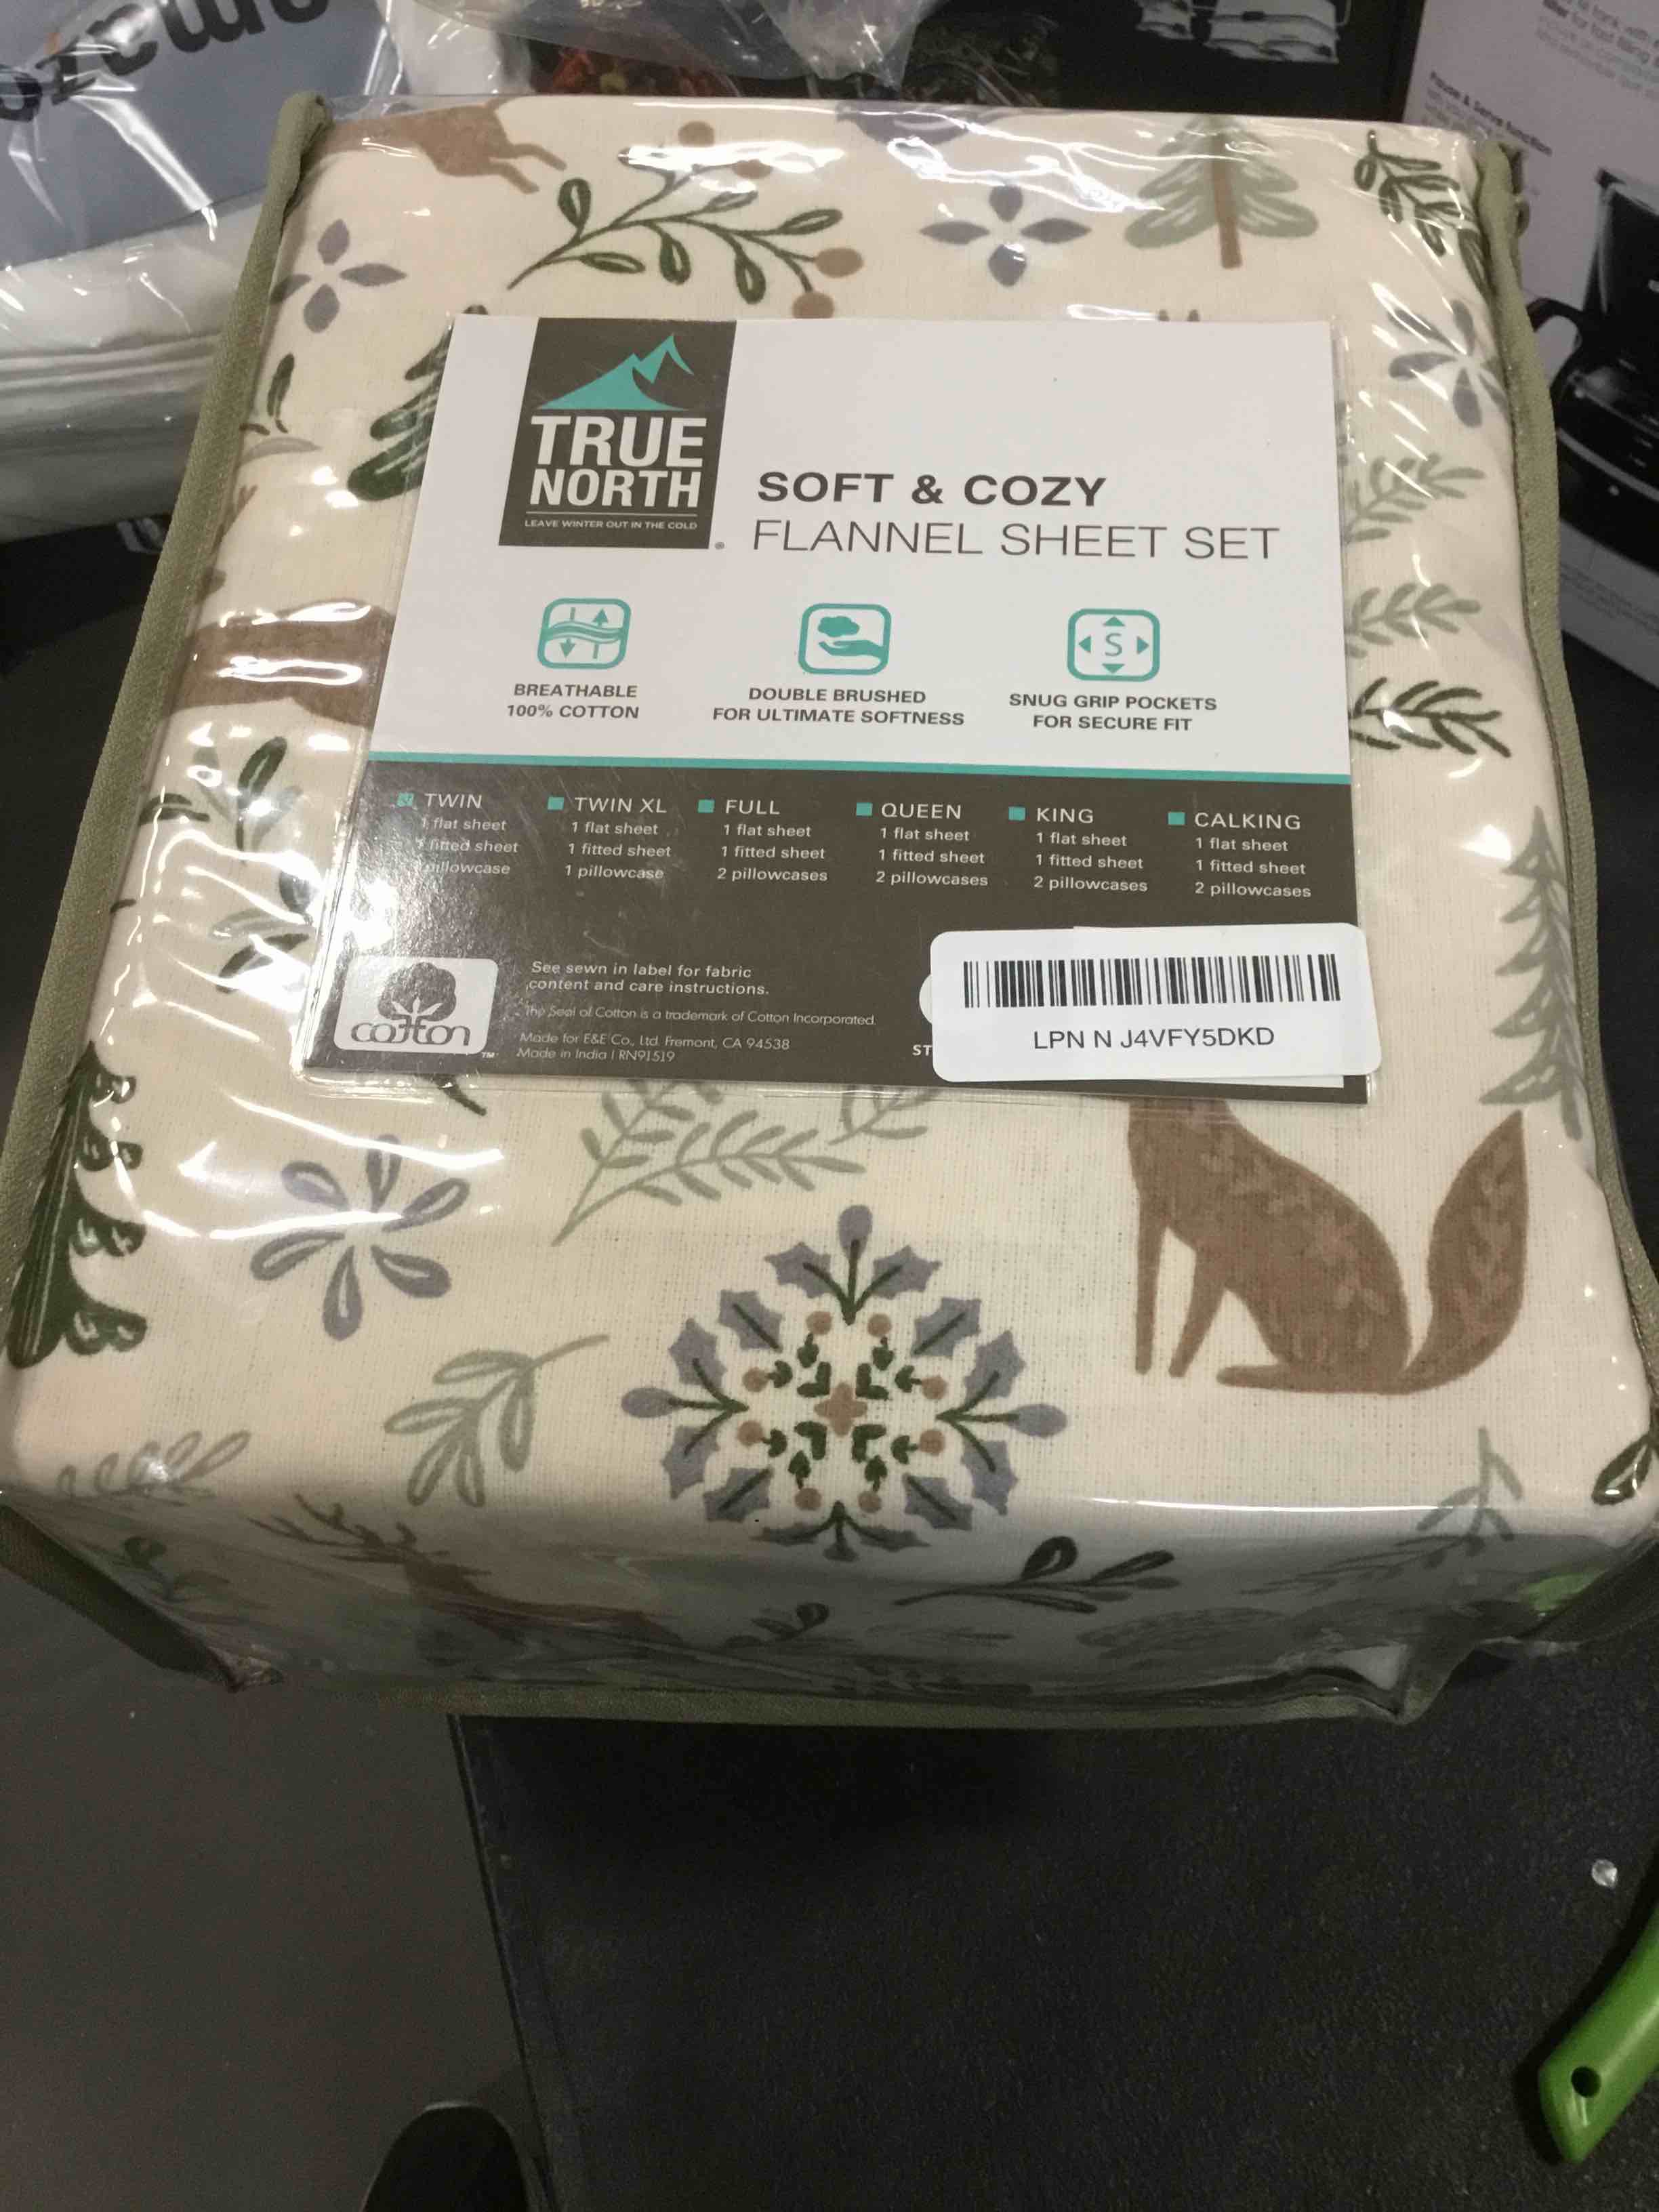 TRUE
NORTH
LEAVE WINTER OUT IN THE COLD
SOFT & COZY
FLANNEL SHEET SET
BREATHABLE
100% COTTON
DOUBLE BRUSHED
FOR ULTIMATE SOFTNESS
S
SNUG GRIP POCKETS
FOR SECURE FIT
TWIN
1 flat sheet
1 fitted sheet
pillowcase
TWIN XL
1 flat sheet
1 fitted sheet
1 pillowcase
FULL
1 flat sheet
1 fitted sheet
2 pillowcases
QUEEN
1 flat sheet
1 fitted sheet
2 pillowcases
KING
1 flat sheet
1 fitted sheet
2 pillowcases
CALKING
1 flat sheet
1 fitted sheet
2 pillowcases
cotton
TM
See sewn in label for fabric
content and care instructions.
The Seal of Cotton is a trademark of Cotton Incorporated.
Made for E&E Co., Ltd. Fremont, CA 94538
Made in India | RN91519
ST
LPN N J4VFY5DKD
Pause & Serve function